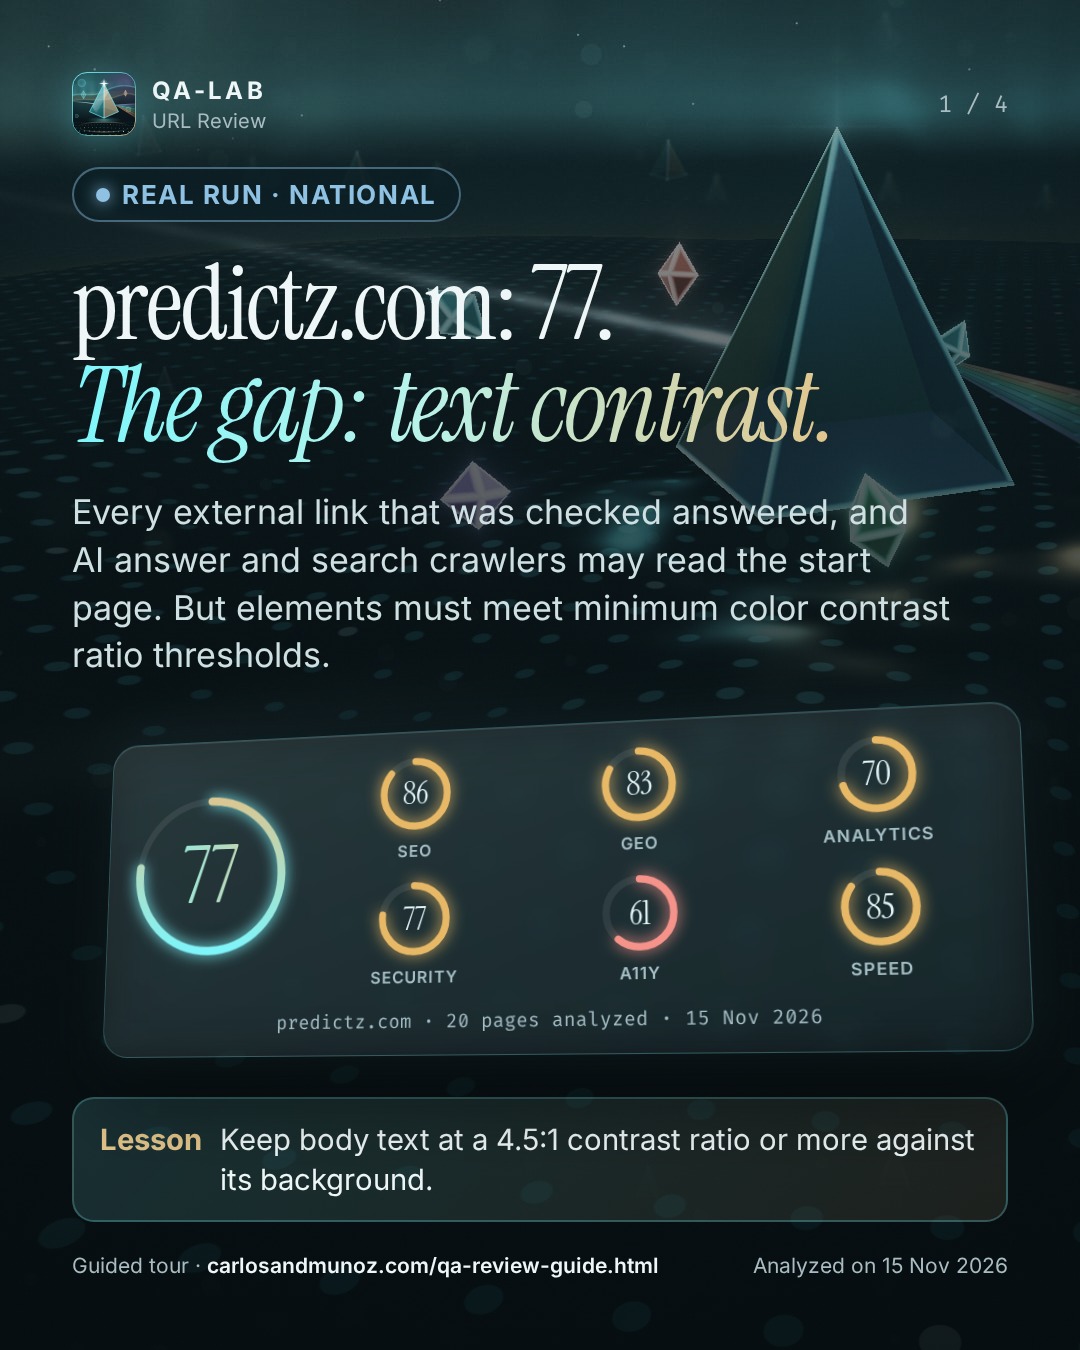 QA-LAB
URL Review
1 / 4
REAL RUN · NATIONAL
predictz.com: 77.
The gap: text contrast.
Every external link that was checked answered, and
AI answer and search crawlers may read the start
page. But elements must meet minimum color contrast
ratio thresholds.
77
86
SEO
83
GEO
70
ANALYTICS
77
SECURITY
61
A11Y
85
SPEED
predictz.com · 20 pages analyzed · 15 Nov 2026
Lesson Keep body text at a 4.5:1 contrast ratio or more against
its background.
Guided tour · carlosandmunoz.com/qa-review-guide.html
Analyzed on 15 Nov 2026